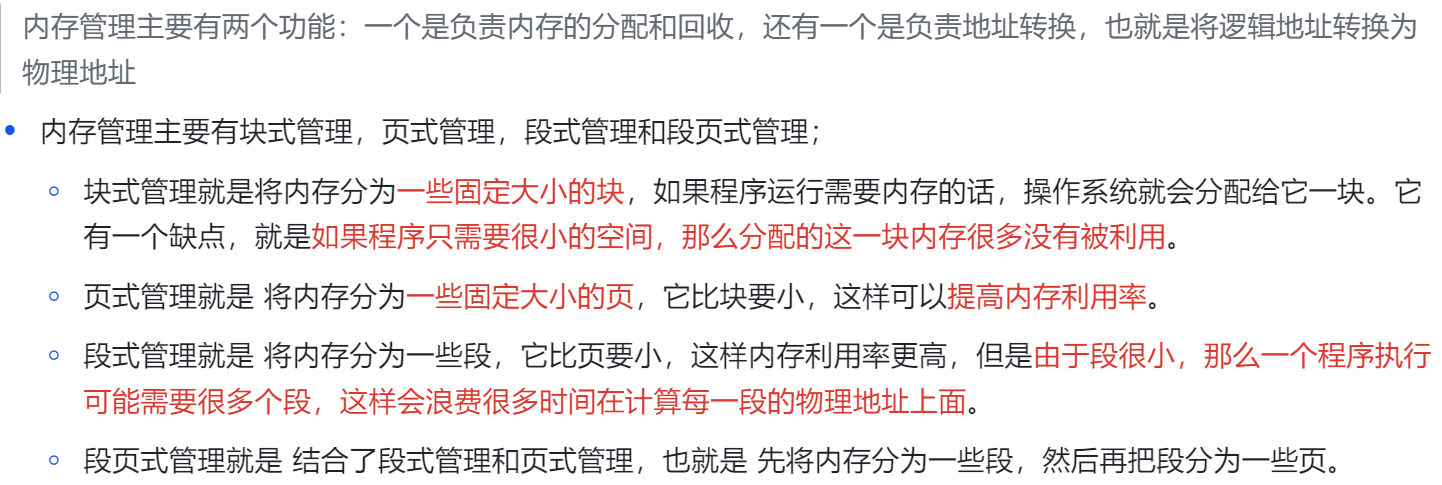 内存管理主要有两个功能：一个是负责内存的分配和回收，还有一个是负责地址转换，也就是将逻辑地址转换为
物理地址
内存管理主要有块式管理，页式管理，段式管理和段页式管理；
块式管理就是将内存分为一些固定大小的块，如果程序运行需要内存的话，操作系统就会分配给它一块。它
有一个缺点，就是如果程序只需要很小的空间，那么分配的这一块内存很多没有被利用。
页式管理就是 将内存分为一些固定大小的页，它比块要小，这样可以提高内存利用率。
段式管理就是 将内存分为一些段，它比页要小，这样内存利用率更高，但是由于段很小，那么一个程序执行
可能需要很多个段，这样会浪费很多时间在计算每一段的物理地址上面。
段页式管理就是 结合了段式管理和页式管理，也就是 先将内存分为一些段，然后再把段分为一些页。